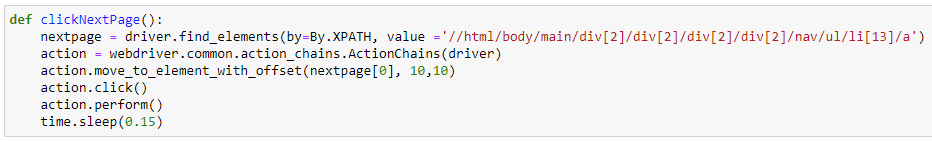 def clickNextPage():
    nextpage = driver.find_elements(by=By.XPATH, value ='//html/body/main/div[2]/div[2]/div[2]/div[2]/nav/ul/li[13]/a')
    action = webdriver.common.action_chains.ActionChains(driver)
    action.move_to_element_with_offset(nextpage[0], 10,10)
    action.click()
    action.perform()
    time.sleep(0.15)